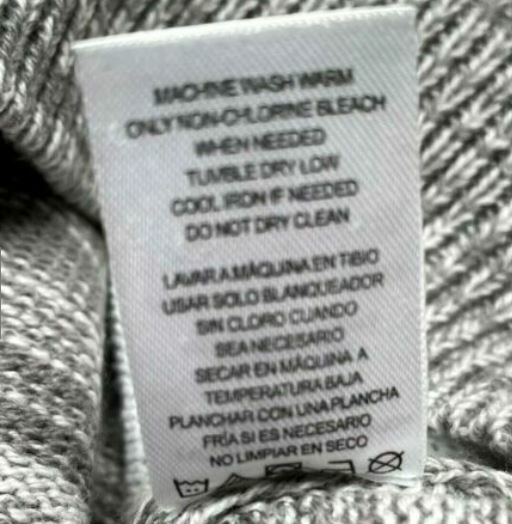 MACHINE WASH WARM
ONLY NON-CHLORINE BLEACH
WHEN NEEDED
TUMBLE DRY LOW
COOL IRON IF NEEDED
DO NOT DRY CLEAN
LAVAR A MÁQUINA EN TIBIO
USAR SOLO BLANQUEADOR
SIN CLORO CUANDO
SEA NECESARIO
SECAR EN MÁQUINA A
TEMPERATURA BAJA
PLANCHAR CON UNA PLANCHA
FRÍA SI ES NECESARIO
NO LIMPIAR EN SECO